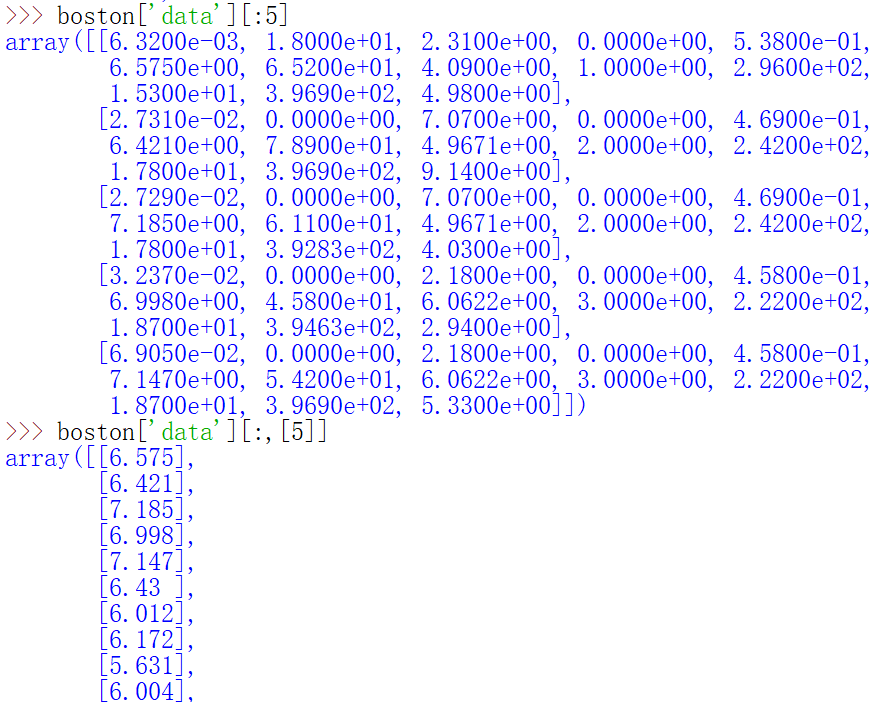 >>> boston['data'][:5]
array([[6.3200e-03, 1.8000e+01, 2.3100e+00, 0.0000e+00, 5.3800e-01,
6.5750e+00, 6.5200e+01, 4.0900e+00, 1.0000e+00, 2.9600e+02,
1.5300e+01, 3.9690e+02, 4.9800e+00],
[2.7310e-02, 0.0000e+00, 7.0700e+00, 0.0000e+00, 4.6900e-01,
6.4210e+00, 7.8900e+01, 4.9671e+00, 2.0000e+00, 2.4200e+02,
1.7800e+01, 3.9690e+02, 9.1400e+00],
[2.7290e-02, 0.0000e+00, 7.0700e+00, 0.0000e+00, 4.6900e-01,
7.1850e+00, 6.1100e+01, 4.9671e+00, 2.0000e+00, 2.4200e+02,
1.7800e+01, 3.9283e+02, 4.0300e+00],
[3.2370e-02, 0.0000e+00, 2.1800e+00, 0.0000e+00, 4.5800e-01,
6.9980e+00, 4.5800e+01, 6.0622e+00, 3.0000e+00, 2.2200e+02,
1.8700e+01, 3.9463e+02, 2.9400e+00],
[6.9050e-02, 0.0000e+00, 2.1800e+00, 0.0000e+00, 4.5800e-01,
7.1470e+00, 5.4200e+01, 6.0622e+00, 3.0000e+00, 2.2200e+02,
1.8700e+01, 3.9690e+02, 5.3300e+00]])
>>> boston['data'][:,[5]]
array([[6.575],
[6.421],
[7.185],
[6.998],
[7.147],
[6.43 ],
[6.012],
[6.172],
[5.631],
[6.004],